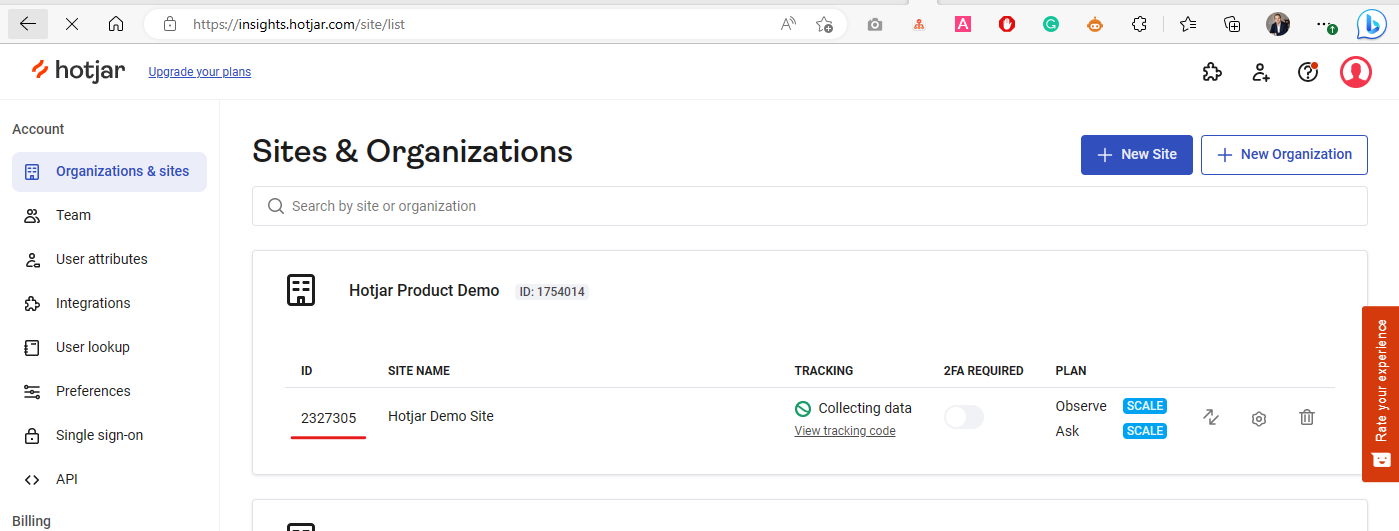 https://insights.hotjar.com/site/list
hotjar
Upgrade your plans
Account
Organizations & sites
Team
User attributes
Integrations
User lookup
Preferences
Single sign-on
API
Billing
Sites & Organizations
New Site
New Organization
Search by site or organization
Hotjar Product Demo ID: 1754014
ID SITE NAME TRACKING 2FA REQUIRED PLAN
2327305 Hotjar Demo Site Collecting data Observe SCALE
View tracking code Ask SCALE
Rate your experience